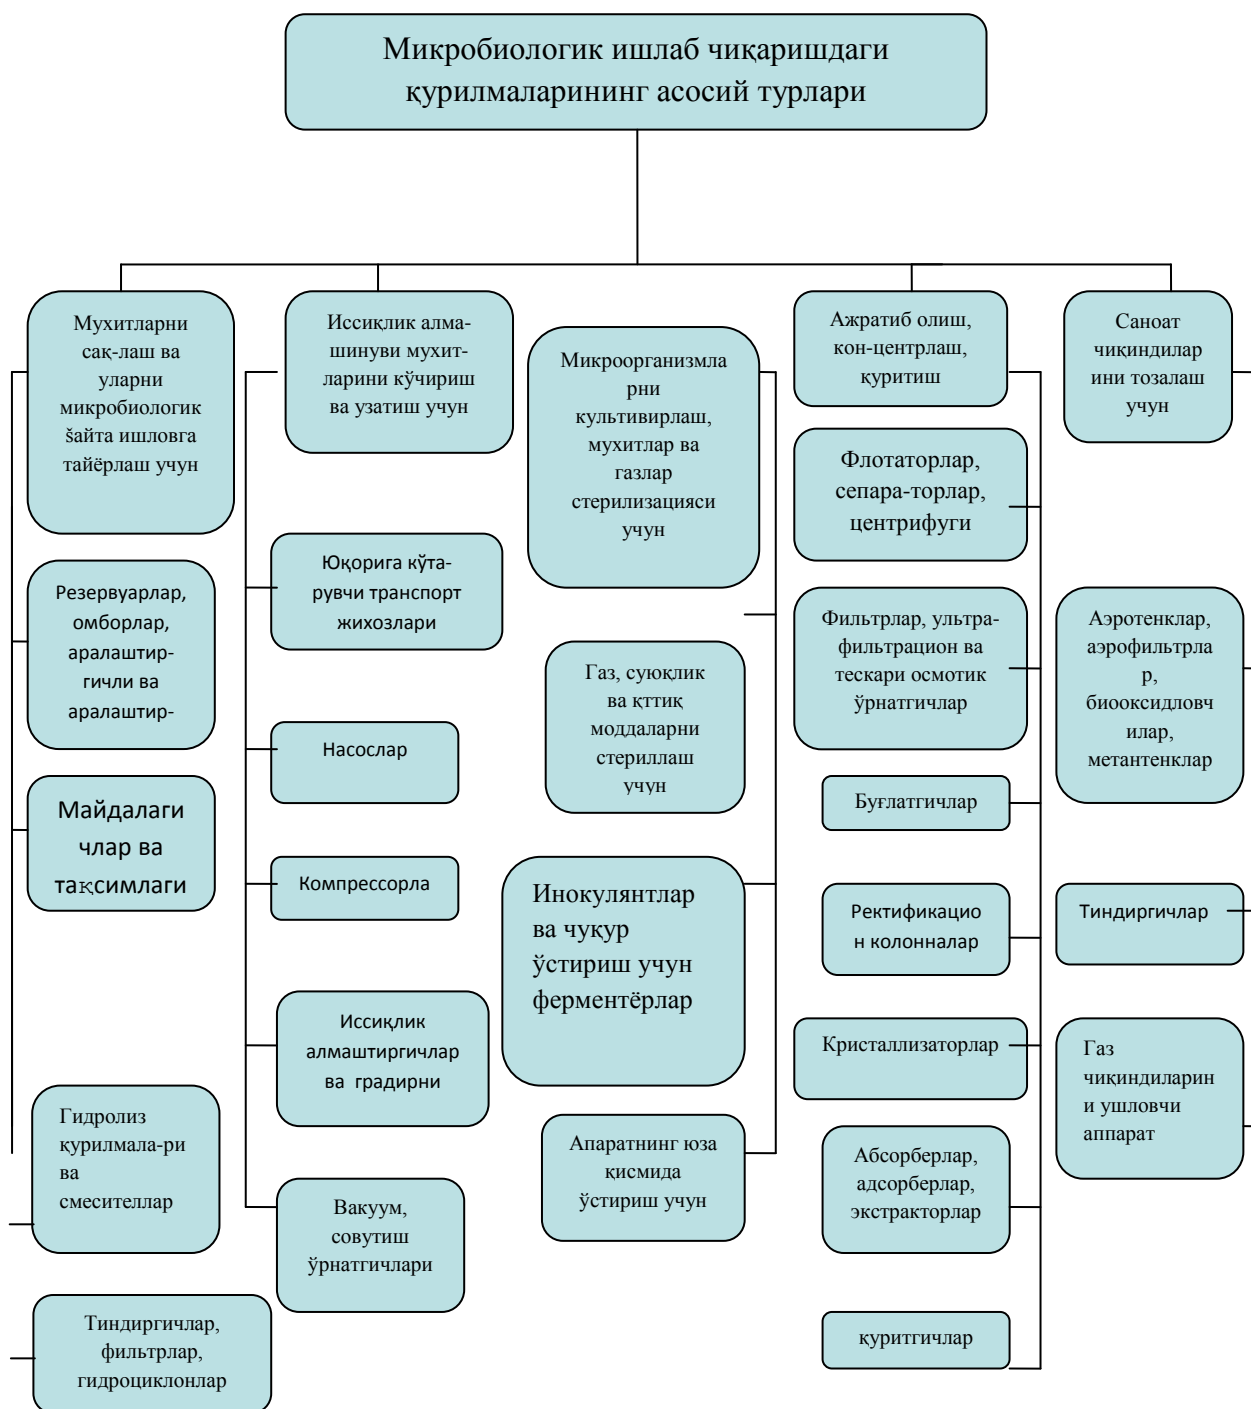 Микробиологик ишлаб чиқаришдаги
қурилмаларининг асосий турлари
Мухитларни
сақ-лаш ва
уларни
микробиологик
šайта ишловга
тайёрлаш учун
Резервуарлар,
омборлар,
аралаштир-
гичли ва
аралаштир-
Майдалаги
члар ва
тақсимлаги
Гидролиз
қурилмала-ри
ва
смесителлар
Тиндиргичлар,
фильтрлар,
гидроциклонлар
Иссиқлик алма-
шинуви мухит-
ларини кўчириш
ва узатиш учун
Юқорига кўта-
рувчи транспорт
жихозлари
Насослар
Компрессорла
Иссиқлик
алмаштиргичлар
ва градирни
Вакуум,
совутиш
ўрнатгичлари
Микроорганизмла
рни
культивирлаш,
мухитлар ва
газлар
стерилизацияси
учун
Газ, суюқлик
ва қттиқ
моддаларни
стериллаш
учун
Инокулянтлар
ва чуқур
ўстириш учун
ферментёрлар
Апаратнинг юза
қисмида
ўстириш учун
Ажратиб олиш,
кон-центрлаш,
қуритиш
Флотаторлар,
сепара-торлар,
центрифуги
Фильтрлар, ультра-
фильтрацион ва
тескари осмотик
ўрнатгичлар
Буғлатгичлар
Ректификацио
н колонналар
Кристаллизаторлар
Абсорберлар,
адсорберлар,
экстракторлар
қуритгичлар
Саноат
чиқиндилар
ини тозалаш
учун
Аэротенклар,
аэрофильтрла
р,
биооксидловч
илар,
метантенклар
Тиндиргичлар
Газ
чиқиндиларин
и ушловчи
аппарат